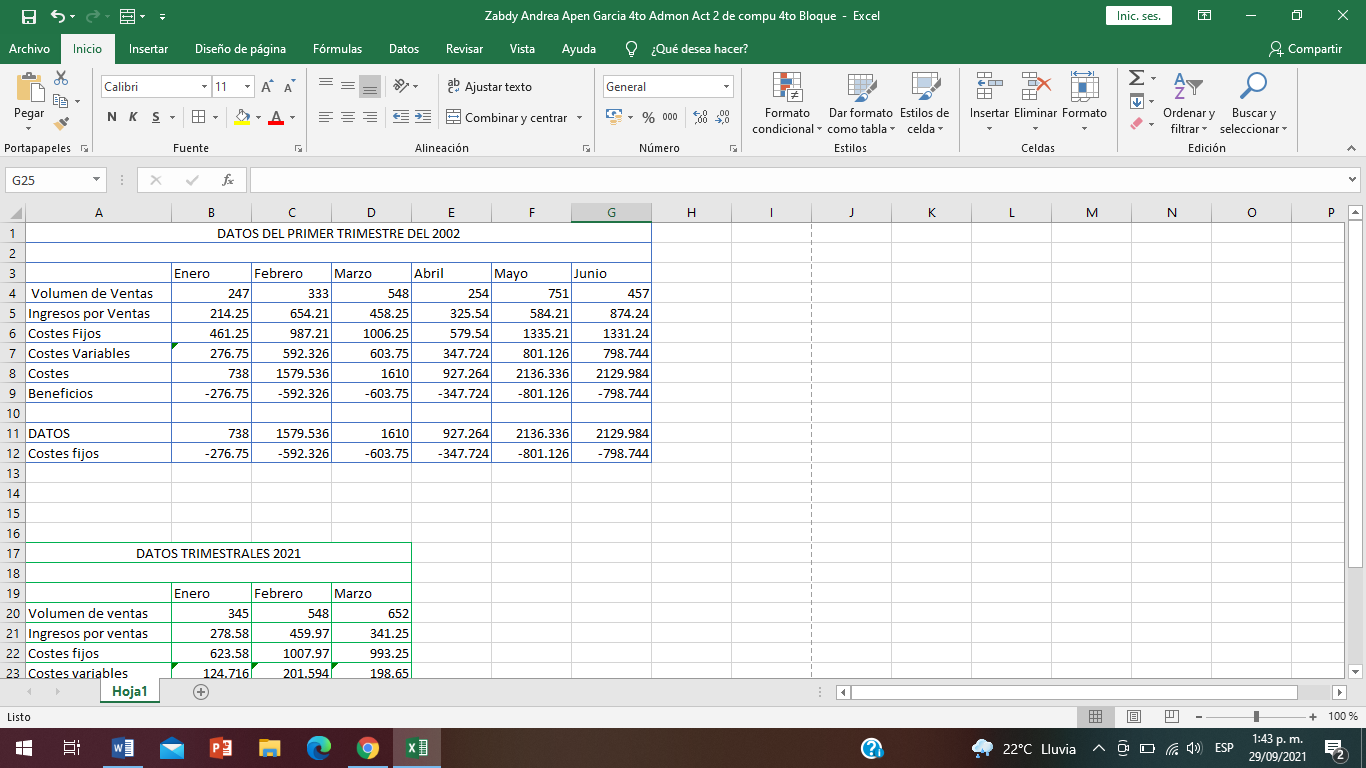 Zabdy Andrea Apen Garcia 4to Admon Act 2 de compu 4to Bloque - Excel
Inic. ses.
Archivo Inicio Insertar Diseño de página Fórmulas Datos Revisar Vista Ayuda ¿Qué desea hacer? Compartir
Pegar
Portapapeles
Calibri 11
N K S
Fuente
Ajustar texto
Combinar y centrar
Alineación
General
% 000
Número
Formato condicional
Dar formato como tabla
Estilos de celda
Estilos
Insertar Eliminar Formato
Celdas
Ordenar y filtrar
Buscar y seleccionar
Edición
G25 fx
A B C D E F G H I J K L M N O P
1 DATOS DEL PRIMER TRIMESTRE DEL 2002
2
3 Enero Febrero Marzo Abril Mayo Junio
4 Volumen de Ventas 247 333 548 254 751 457
5 Ingresos por Ventas 214.25 654.21 458.25 325.54 584.21 874.24
6 Costes Fijos 461.25 987.21 1006.25 579.54 1335.21 1331.24
7 Costes Variables 276.75 592.326 603.75 347.724 801.126 798.744
8 Costes 738 1579.536 1610 927.264 2136.336 2129.984
9 Beneficios -276.75 -592.326 -603.75 -347.724 -801.126 -798.744
10
11 DATOS 738 1579.536 1610 927.264 2136.336 2129.984
12 Costes fijos -276.75 -592.326 -603.75 -347.724 -801.126 -798.744
13
14
15
16
17 DATOS TRIMESTRALES 2021
18
19 Enero Febrero Marzo
20 Volumen de ventas 345 548 652
21 Ingresos por ventas 278.58 459.97 341.25
22 Costes fijos 623.58 1007.97 993.25
23 Costes variables 124.716 201.594 198.65
Hoja1
Listo 100 %
22°C Lluvia ESP 1:43 p. m.
29/09/2021 2